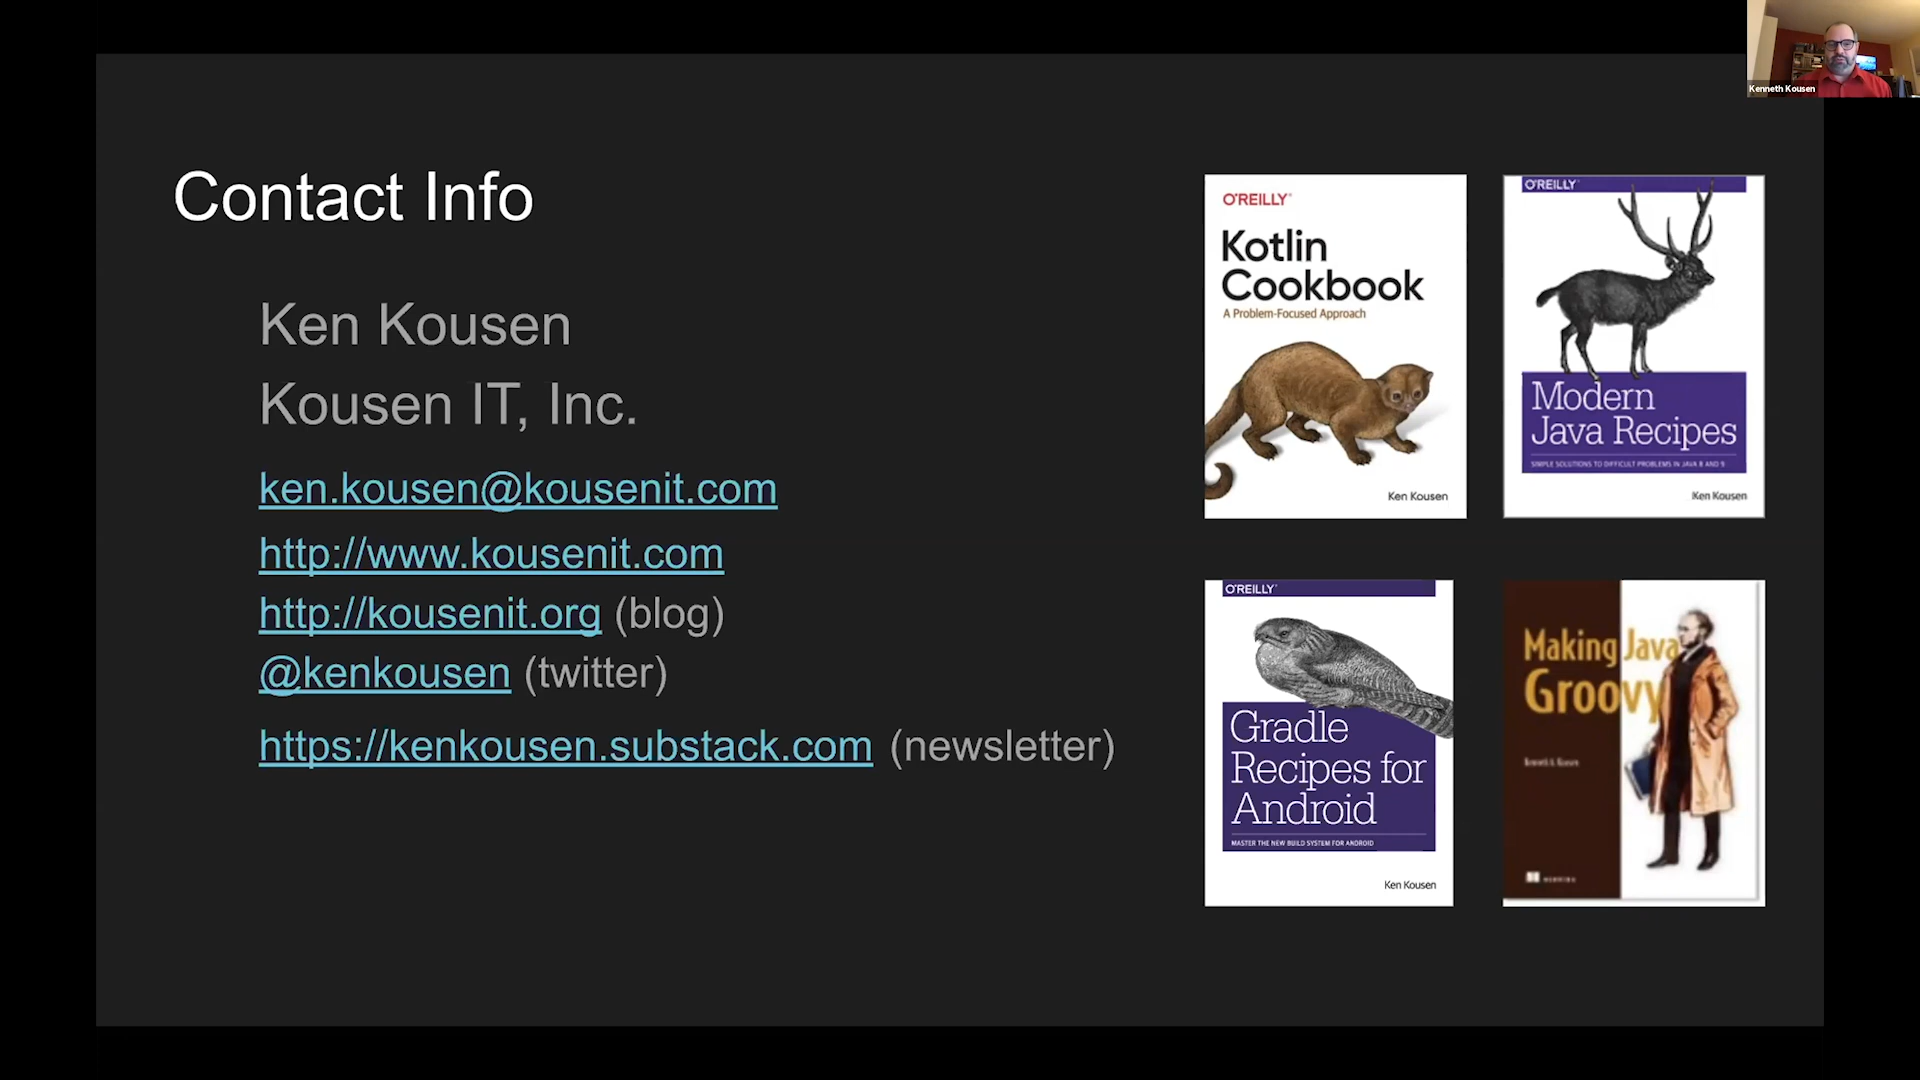 Kenneth Kousen
Contact Info
Ken Kousen
Kousen IT, Inc.
ken.kousen@kousenit.com
http://www.kousenit.com
http://kousenit.org (blog)
@kenkousen (twitter)
https://kenkousen.substack.com (newsletter)
O'REILLY®
Kotlin
Cookbook
A Problem-Focused Approach
Ken Kousen
O'REILLY®
Modern
Java Recipes
SIMPLE SOLUTIONS TO DIFFICULT PROBLEMS IN JAVA 8 AND 9
Ken Kousen
O'REILLY®
Gradle
Recipes for
Android
MASTER THE NEW BUILD SYSTEM FOR ANDROID
Ken Kousen
Making Java
Groovy
Kenneth A. Kousen
MANNING